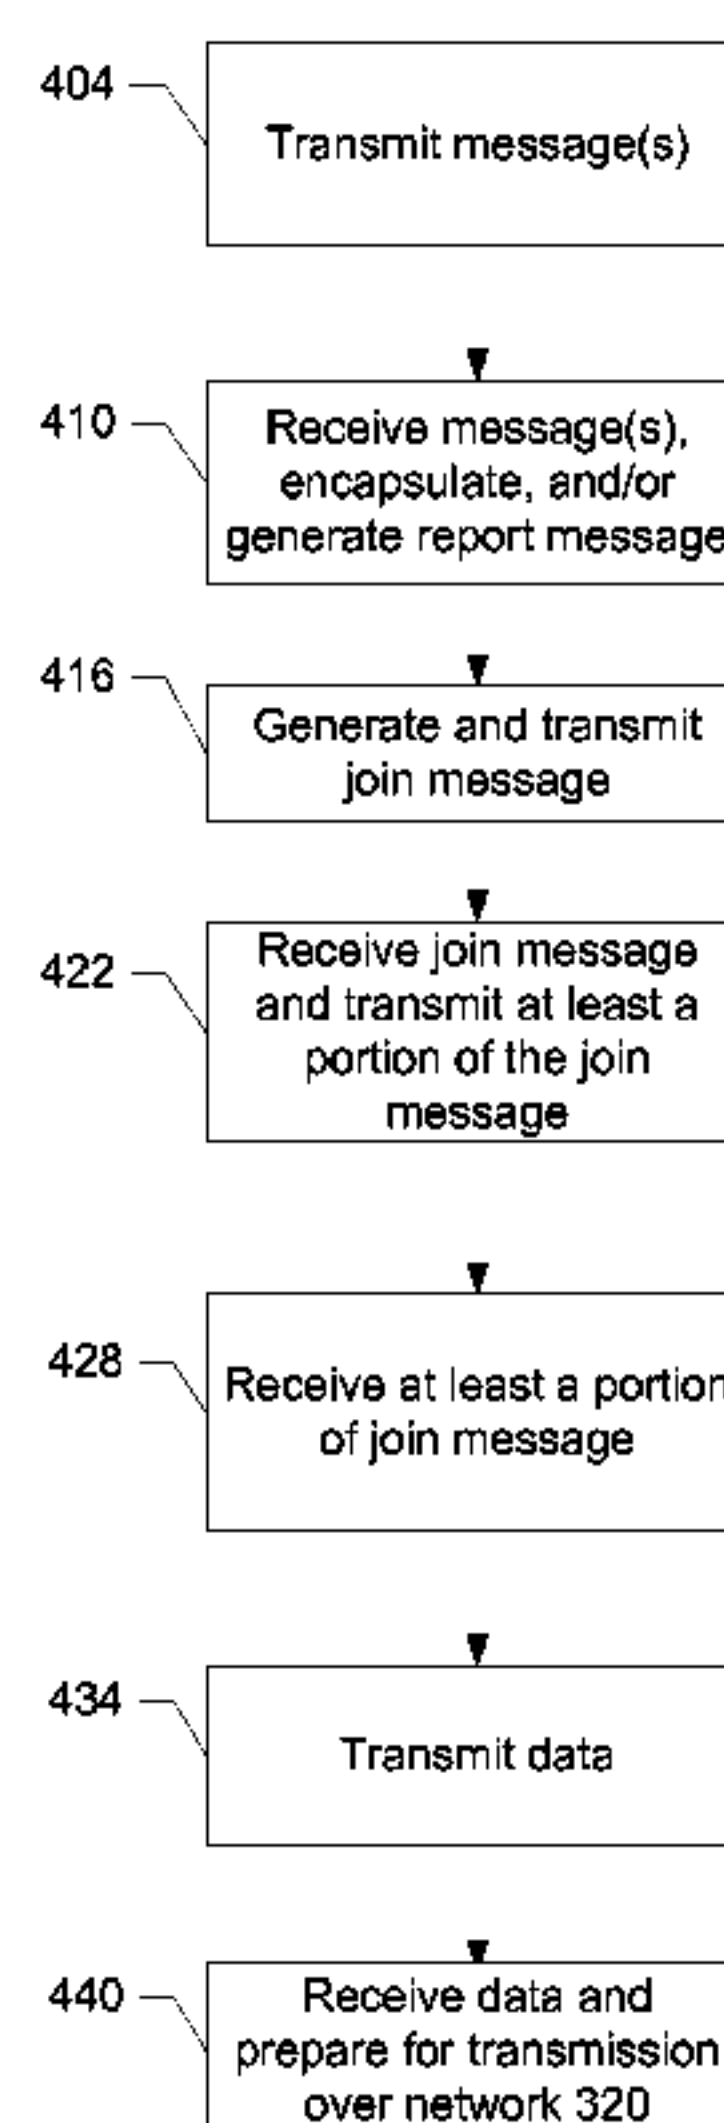 404
Transmit message(s)
410
Receive message(s),
encapsulate, and/or
generate report message
416
Generate and transmit
join message
422
Receive join message
and transmit at least a
portion of the join
message
428
Receive at least a portion
of join message
434
Transmit data
440
Receive data and
prepare for transmission
over network 320